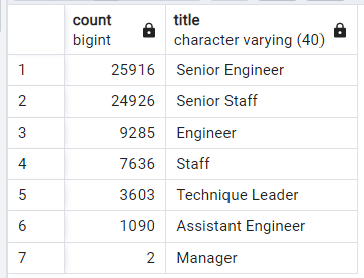 count title
bigint character varying (40)
1 25916 Senior Engineer
2 24926 Senior Staff
3 9285 Engineer
4 7636 Staff
5 3603 Technique Leader
6 1090 Assistant Engineer
7 2 Manager